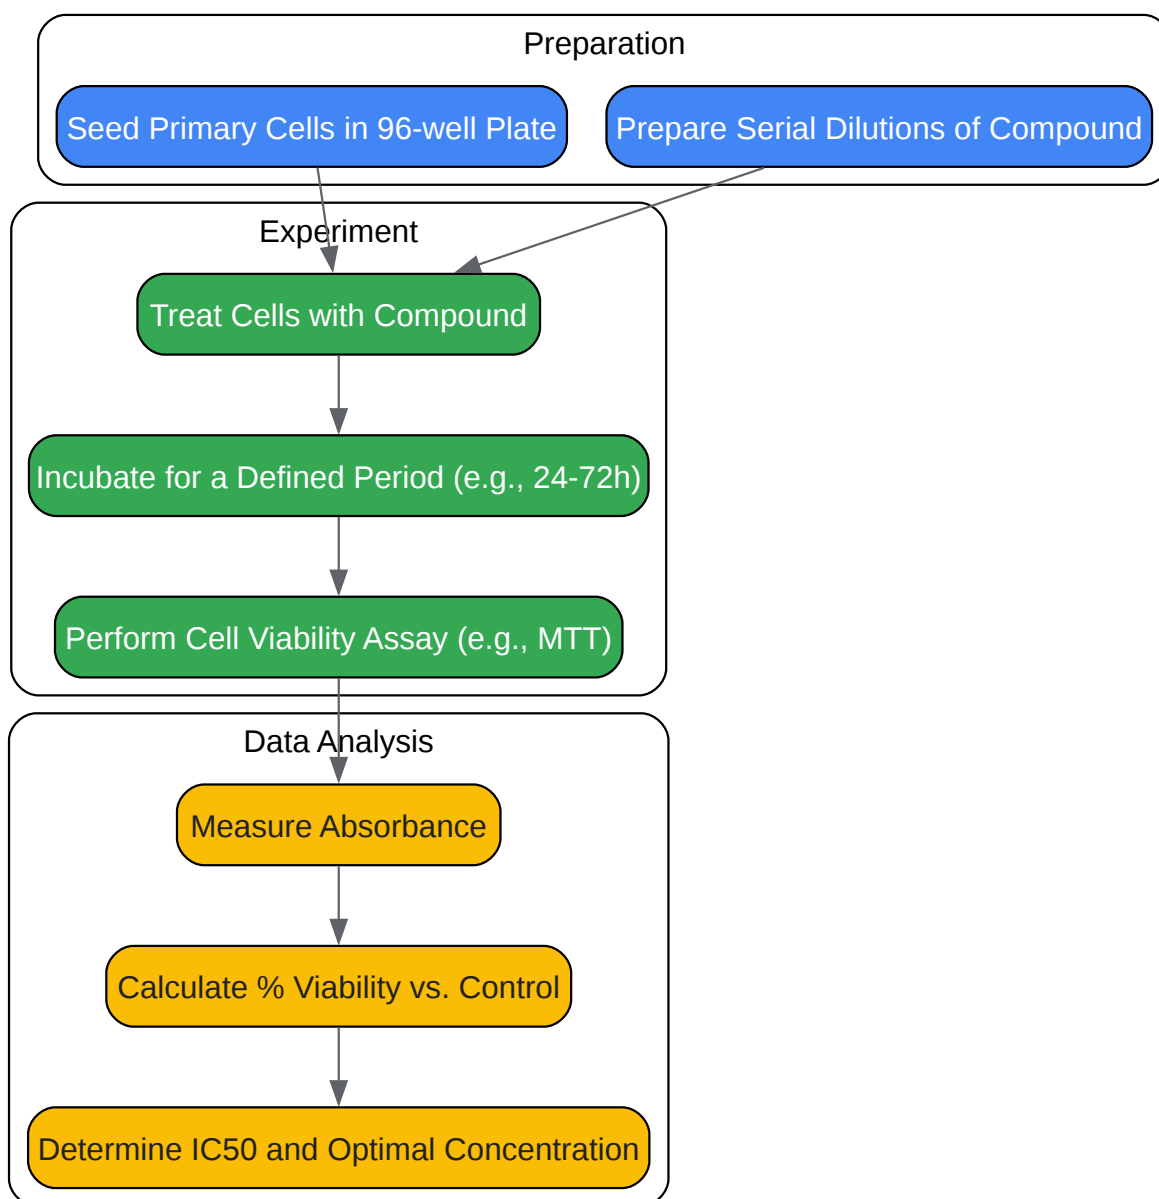 Preparation
Seed Primary Cells in 96-well Plate
Prepare Serial Dilutions of Compound
Experiment
Treat Cells with Compound
Incubate for a Defined Period (e.g., 24-72h)
Perform Cell Viability Assay (e.g., MTT)
Data Analysis
Measure Absorbance
Calculate % Viability vs. Control
Determine IC50 and Optimal Concentration